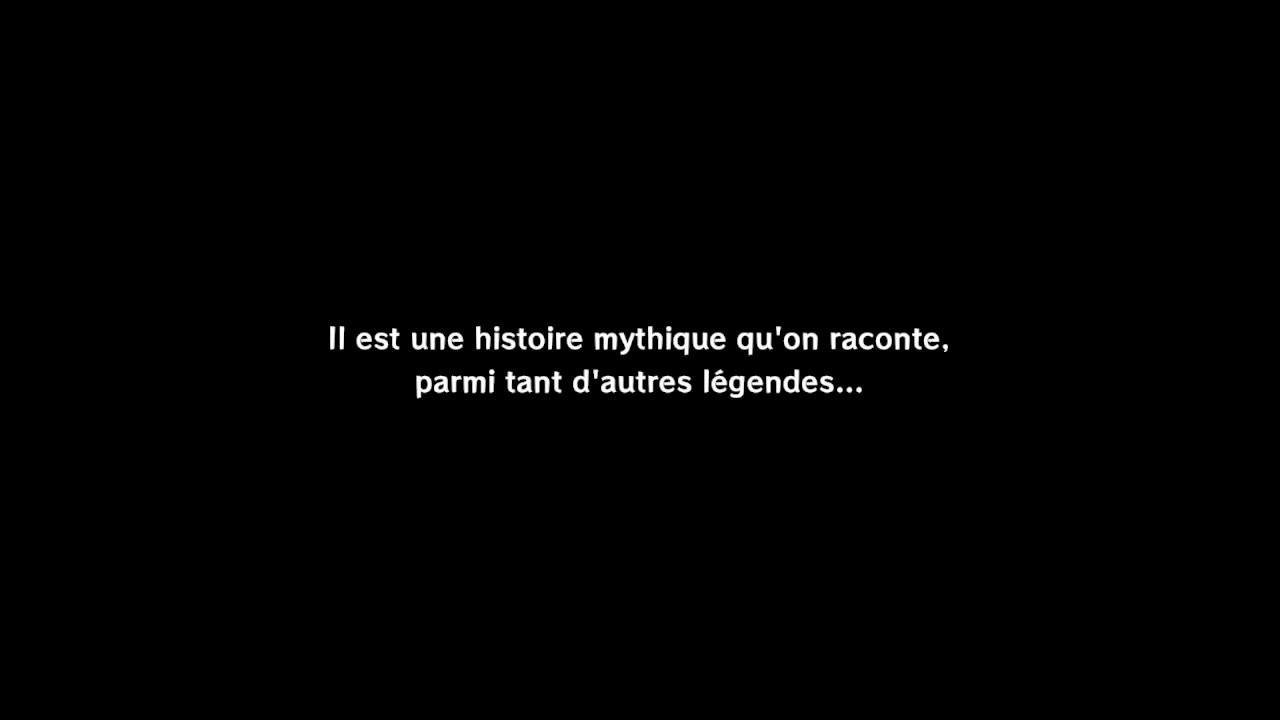 Il est une histoire mythique qu'on raconte,
parmi tant d'autres légendes...